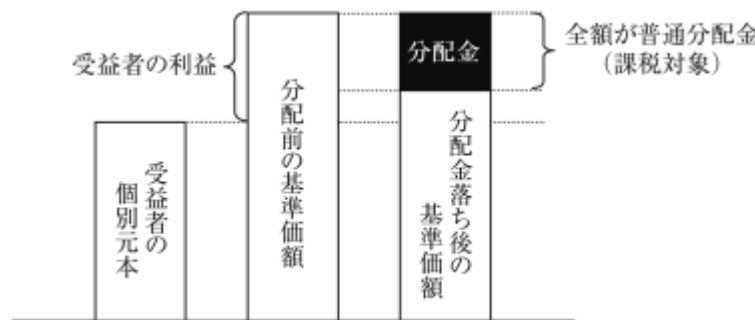 受益者の利益
分配金
全額が普通分配金
（課税対象）
受益者の
個別元本
分配前の基準価額
分配金落ち後の
基準価額